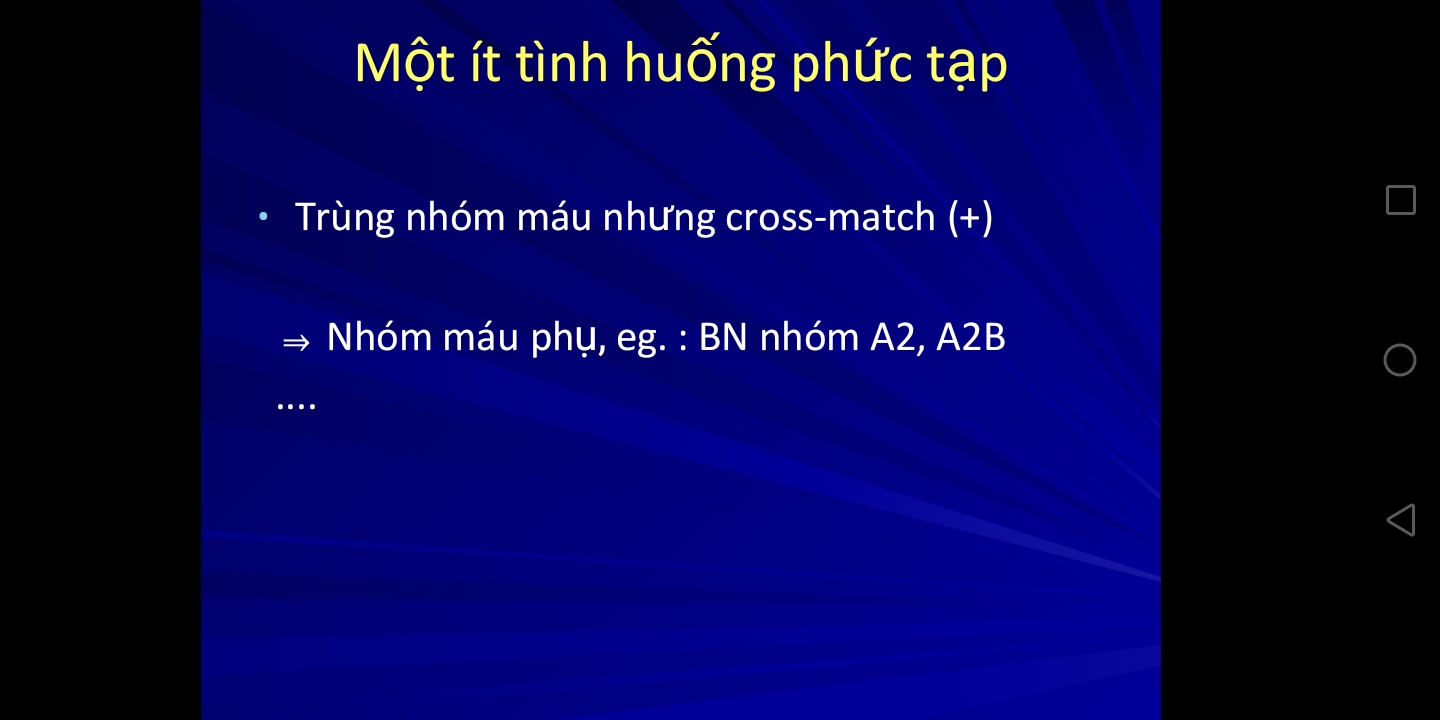 Một ít tình huống phức tạp
• Trùng nhóm máu nhưng cross-match (+)
⇒ Nhóm máu phụ, eg. : BN nhóm A2, A2B
....